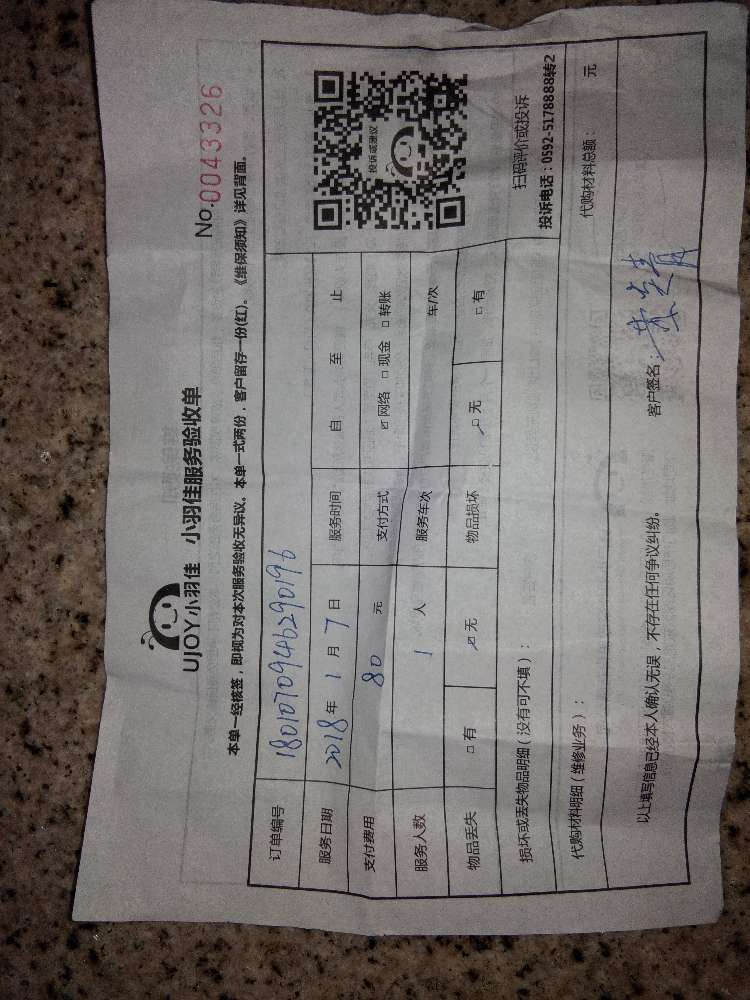 UJOY小羽佳 小羽佳服务验收单
No.0043326
本单一经核签，即视为对本次服务验收无异议。本单一式两份，客户留存一份(红)。《维保须知》详见背面。
订单编号 1801070946290196
服务日期 2018年 1月 7日 服务时间 自 至 止
支付费用 80 元 支付方式 ☑网络 □现金 □转账
服务人数 1 人 服务年次 年/次
物品丢失 □有 ☑无 物品损坏 ☑无 □有
投诉或建议
扫码评价或投诉
投诉电话：0592-5178888转2
损坏或丢失物品明细（没有可不填）：
代购材料明细（维修业务）： 代购材料总额： 元
以上填写信息已经本人确认无误，不存在任何争议纠纷。 客户签名：